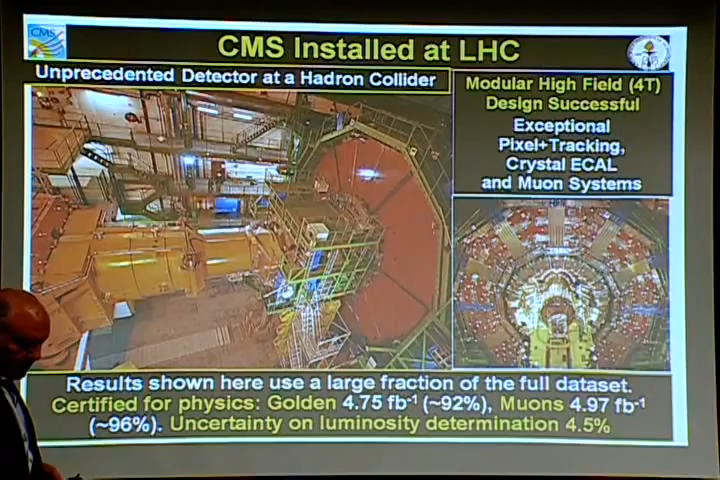 CMS
CMS Installed at LHC
Unprecedented Detector at a Hadron Collider
Modular High Field (4T)
Design Successful
Exceptional
Pixel+Tracking,
Crystal ECAL
and Muon Systems
Results shown here use a large fraction of the full dataset.
Certified for physics: Golden 4.75 fb⁻¹ (~92%), Muons 4.97 fb⁻¹
(~96%). Uncertainty on luminosity determination 4.5%